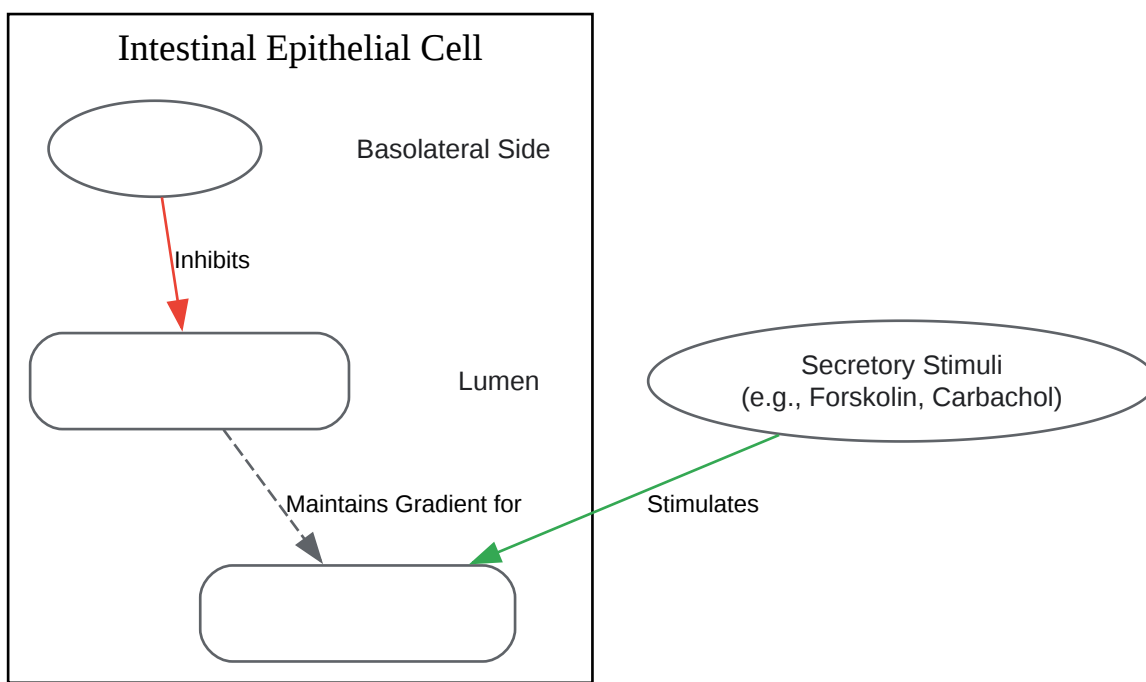 Intestinal Epithelial Cell
Basolateral Side
Inhibits
Lumen
Secretory Stimuli
(e.g., Forskolin, Carbachol)
Maintains Gradient for
Stimulates